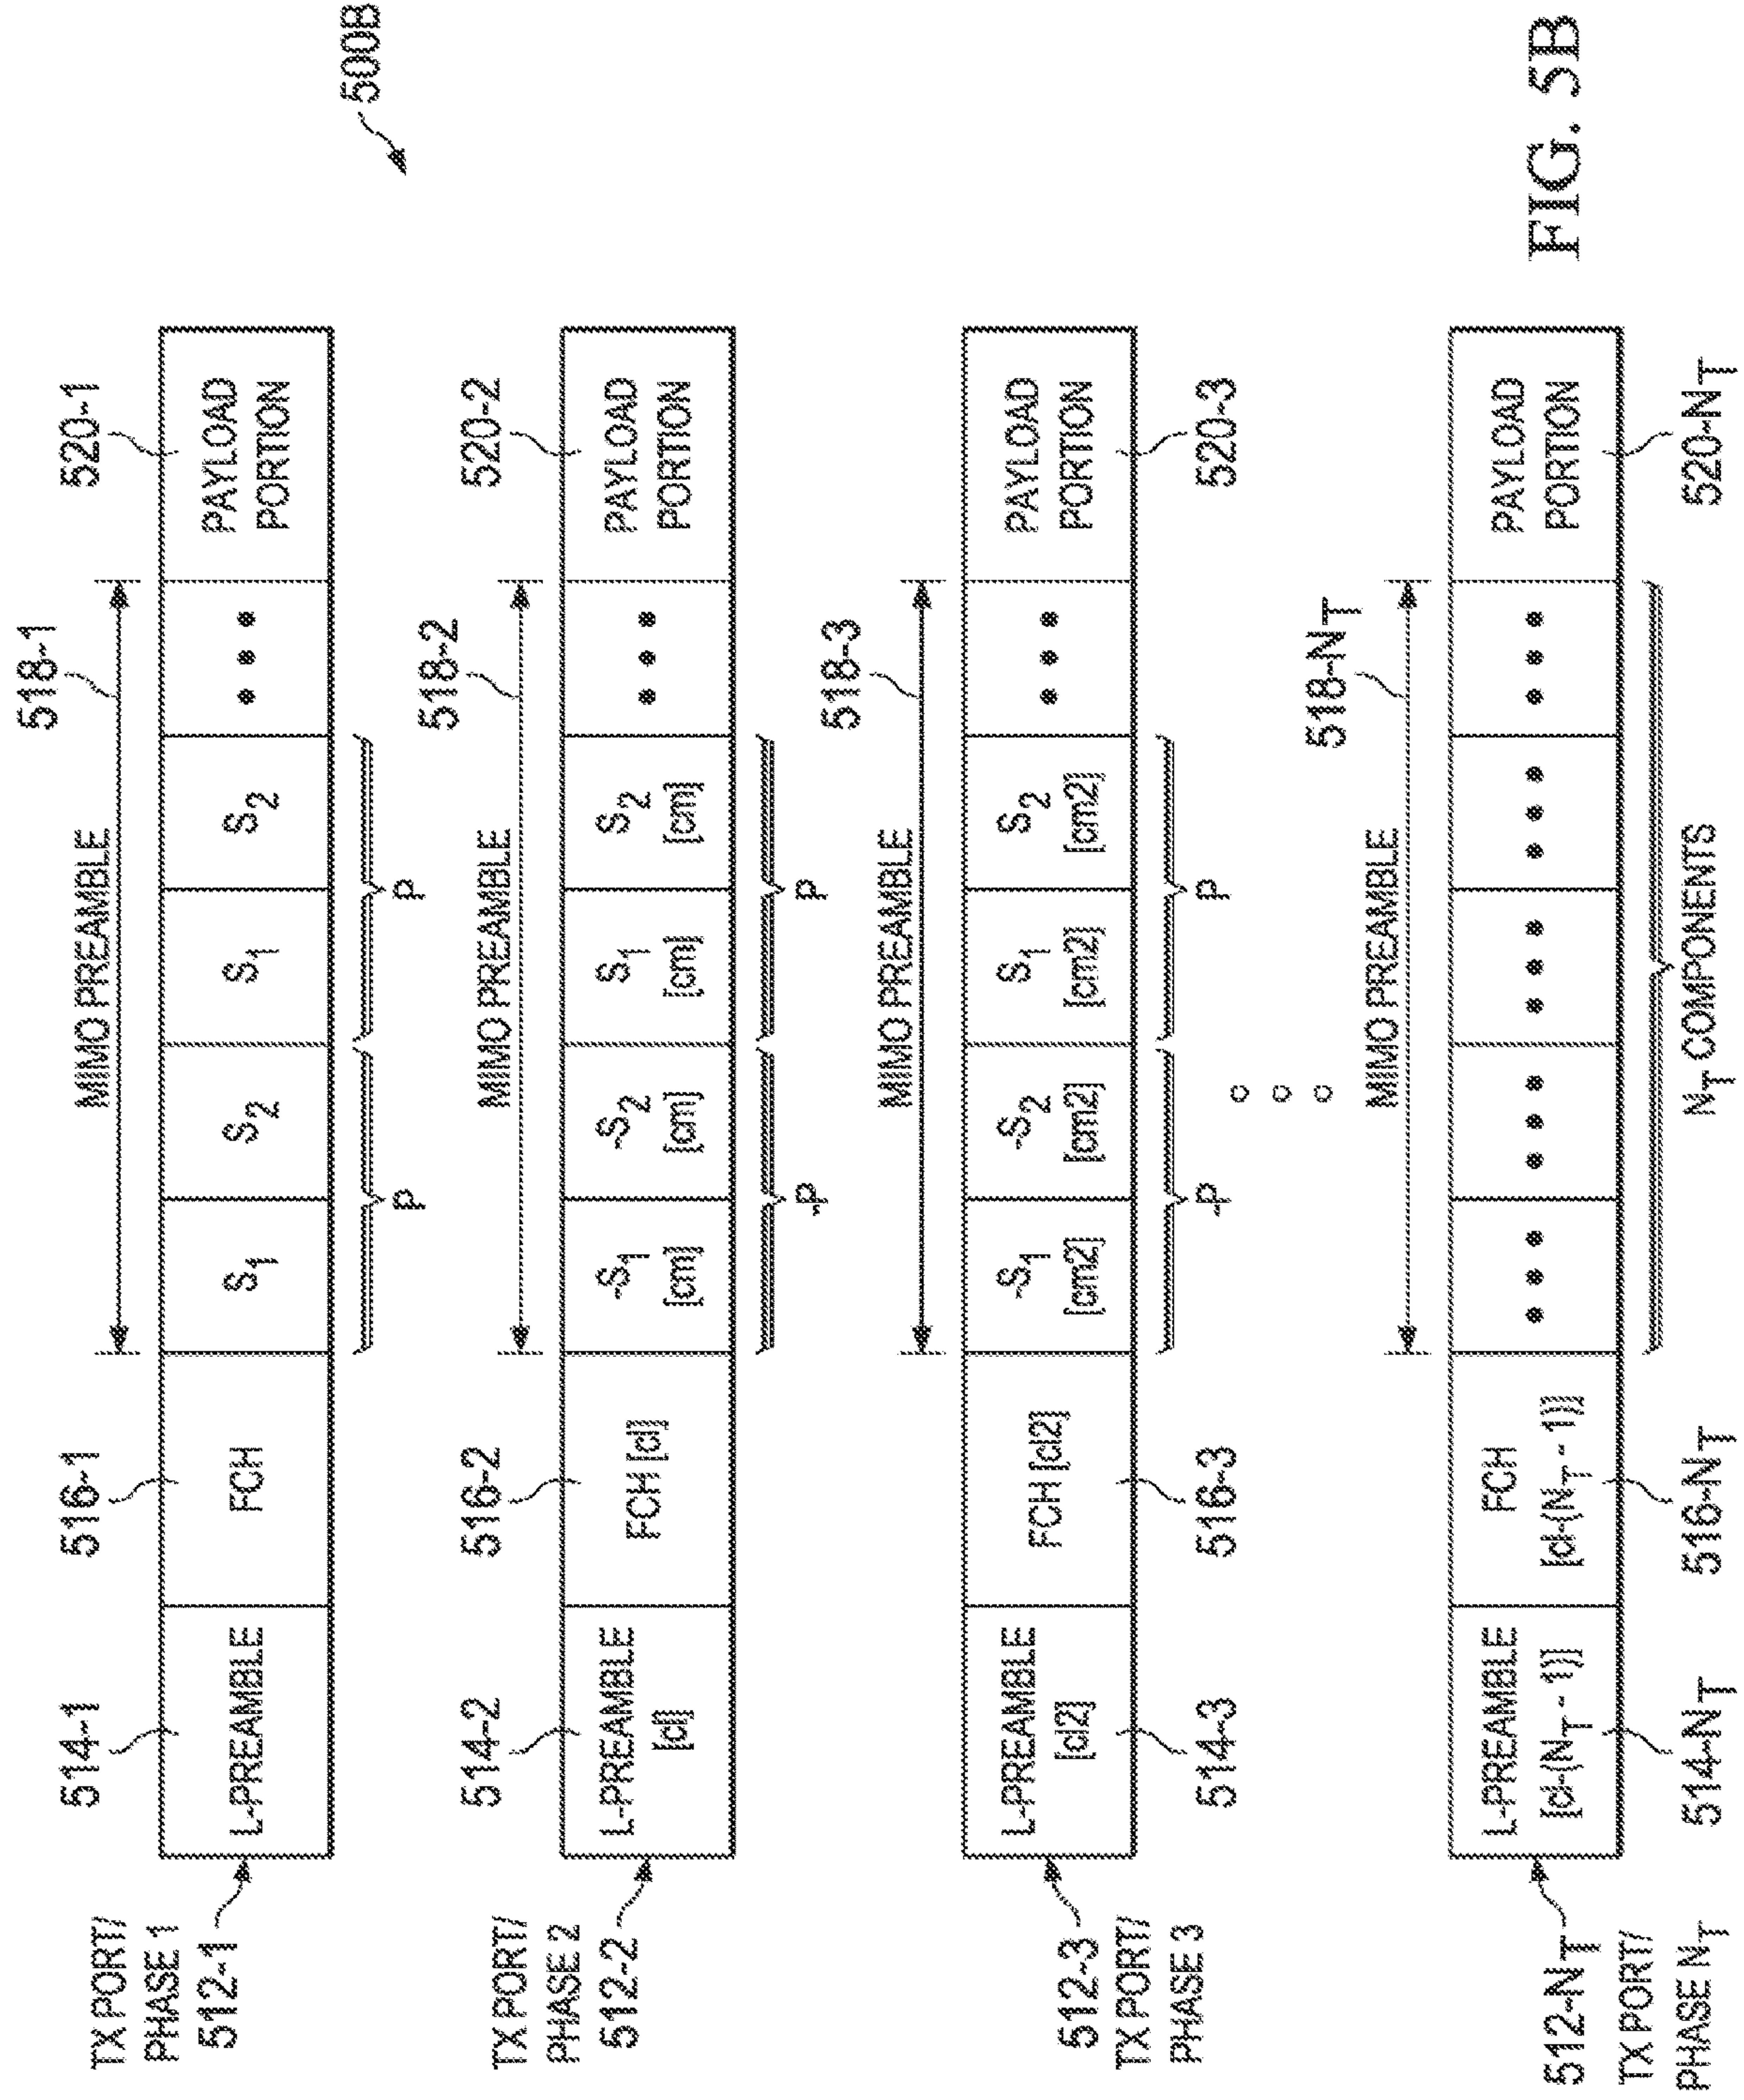 500B
518-1
520-1
MIMO PREAMBLE
514-1
516-1
TX PORT/
PHASE 1
512-1
L-PREAMBLE
FCH
S1
S2
S1
S2
• • •
PAYLOAD
PORTION
P
P
518-2
520-2
MIMO PREAMBLE
514-2
516-2
TX PORT/
PHASE 2
512-2
L-PREAMBLE
[cl]
FCH [cl]
-S1
[cm]
-S2
[cm]
S1
[cm]
S2
[cm]
• • •
PAYLOAD
PORTION
-P
P
518-3
MIMO PREAMBLE
L-PREAMBLE
[cl2]
FCH [cl2]
-S1
[cm2]
-S2
[cm2]
S1
[cm2]
S2
[cm2]
• • •
PAYLOAD
PORTION
512-3
TX PORT/
PHASE 3
514-3
516-3
-P
P
520-3
518-NT
MIMO PREAMBLE
L-PREAMBLE
[cl-(NT - 1)]
FCH
[cl-(NT - 1)]
• • •
• • •
• • •
• • •
• • •
PAYLOAD
PORTION
512-NT
TX PORT/
PHASE NT
514-NT
516-NT
NT COMPONENTS
520-NT
FIG. 5B